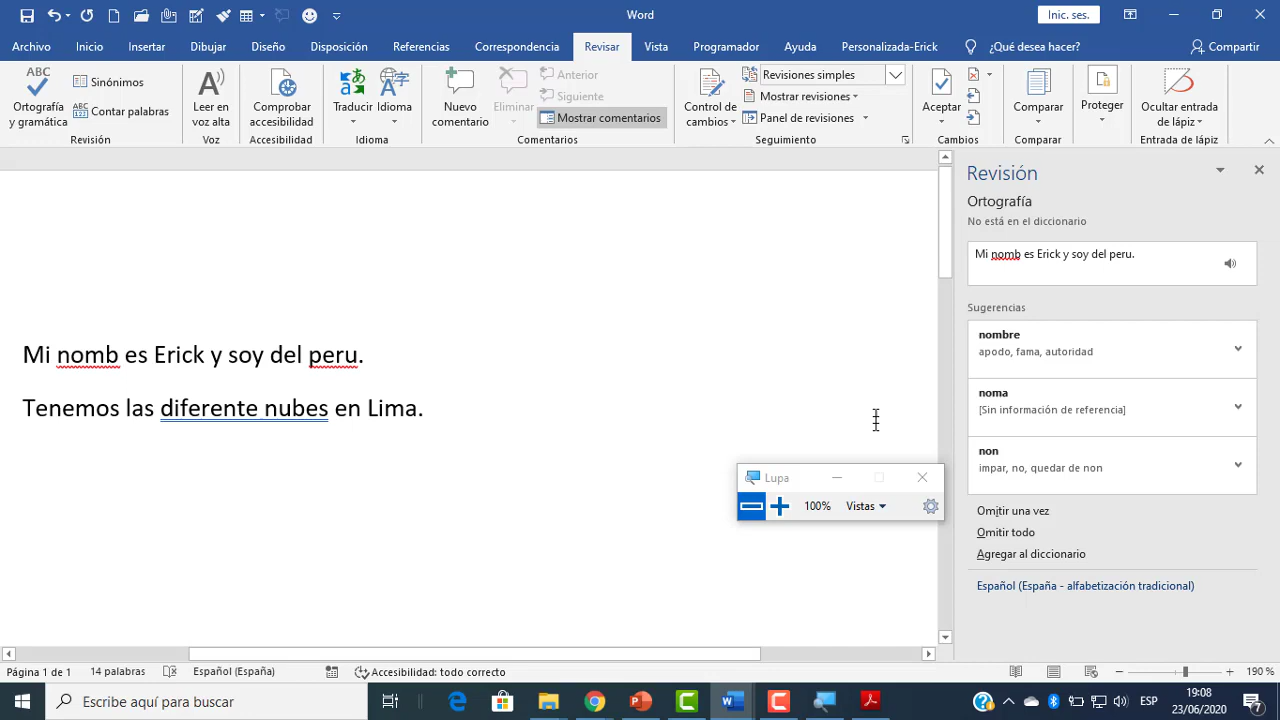 Word
Inic. ses.
Archivo Inicio Insertar Dibujar Diseño Disposición Referencias Correspondencia Revisar Vista Programador Ayuda Personalizada-Erick ¿Qué desea hacer? Compartir
ABC
Ortografía y gramática
Sinónimos
ABC
123
Contar palabras
Revisión
Leer en voz alta
Voz
Comprobar accesibilidad
Accesibilidad
Traducir
Idioma
Idioma
Nuevo comentario
Eliminar
Anterior
Siguiente
Mostrar comentarios
Comentarios
Control de cambios
Revisiones simples
Mostrar revisiones
Panel de revisiones
Seguimiento
Aceptar
Cambios
Comparar
Comparar
Proteger
Ocultar entrada de lápiz
Entrada de lápiz
Mi nomb es Erick y soy del peru.
Tenemos las diferente nubes en Lima.
Lupa
100% Vistas
Revisión
Ortografía
No está en el diccionario
Mi nomb es Erick y soy del peru.
Sugerencias
nombre
apodo, fama, autoridad
noma
[Sin información de referencia]
non
impar, no, quedar de non
Omitir una vez
Omitir todo
Agregar al diccionario
Español (España - alfabetización tradicional)
Página 1 de 1 14 palabras Español (España) Accesibilidad: todo correcto 190 %
Escribe aquí para buscar
ESP
19:08
23/06/2020
7